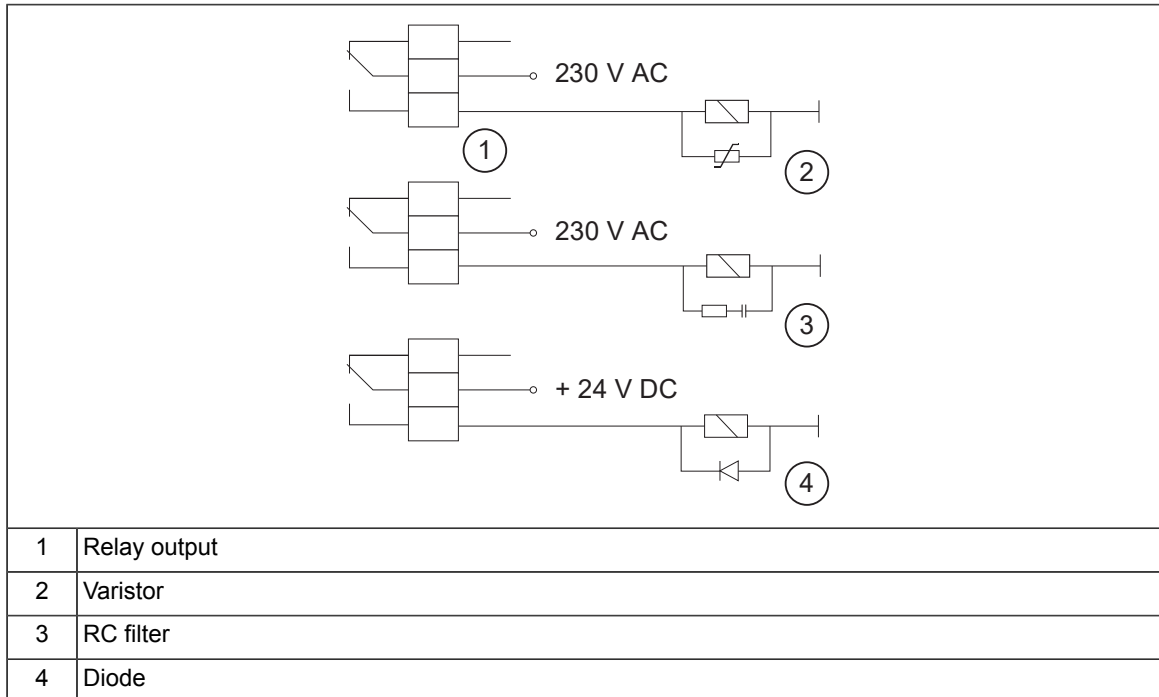 230 V AC
1
2
230 V AC
3
+ 24 V DC
4
1 Relay output
2 Varistor
3 RC filter
4 Diode